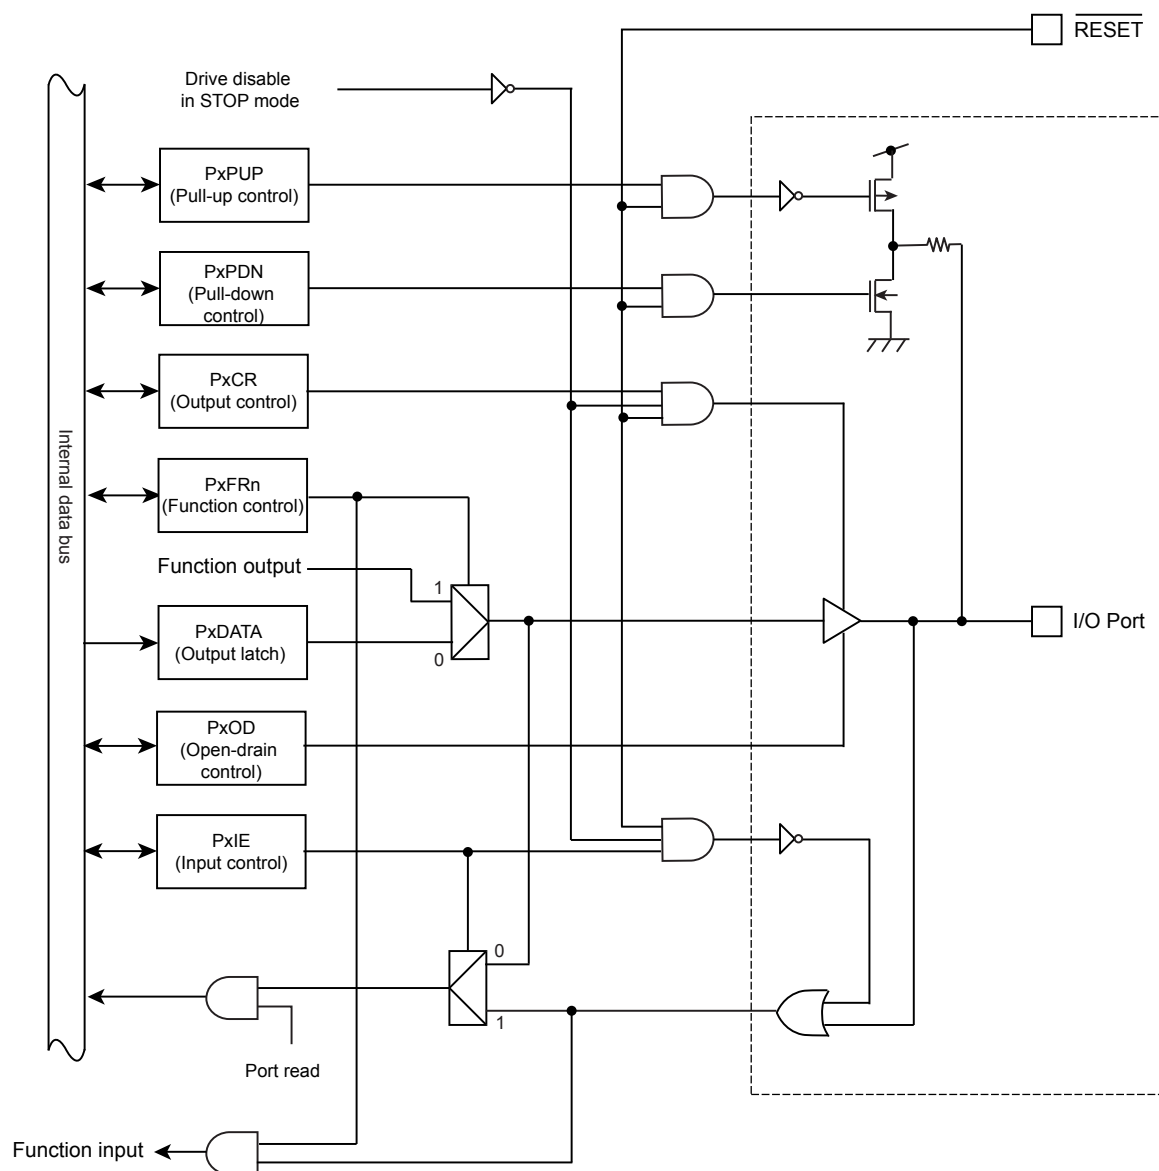 RESET
Drive disable
in STOP mode
PxPUP
(Pull-up control)
PxPDN
(Pull-down
control)
PxCR
(Output control)
Internal data bus
PxFRn
(Function control)
Function output
1
PxDATA
(Output latch)
0
I/O Port
PxOD
(Open-drain
control)
PxIE
(Input control)
0
1
Port read
Function input